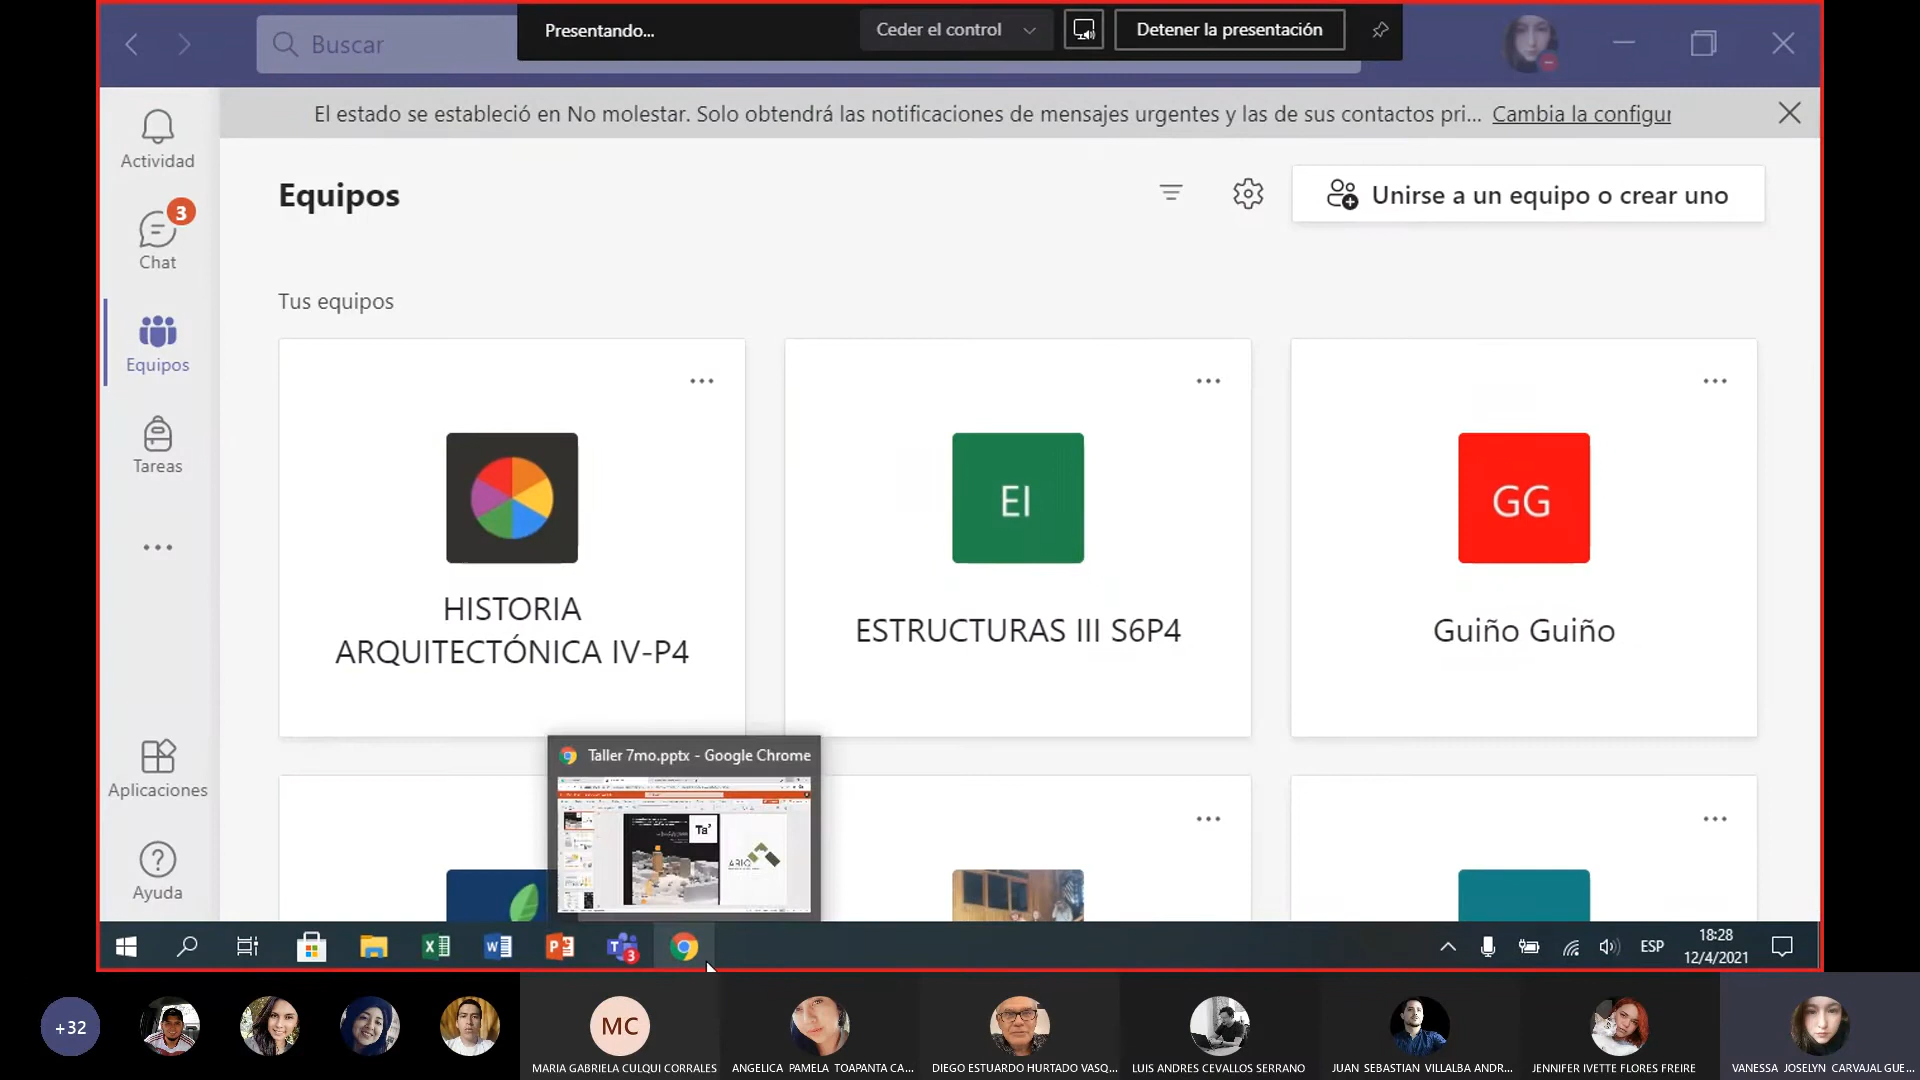 Buscar
Presentando...
Ceder el control
Detener la presentación
El estado se estableció en No molestar. Solo obtendrá las notificaciones de mensajes urgentes y las de sus contactos pri...
Cambia la configur
Actividad
3
Chat
Equipos
Tareas
Aplicaciones
Ayuda
Equipos
Unirse a un equipo o crear uno
Tus equipos
HISTORIA
ARQUITECTÓNICA IV-P4
EI
ESTRUCTURAS III S6P4
GG
Guiño Guiño
Taller 7mo.pptx - Google Chrome
Ta
3
ESP
18:28
12/4/2021
+32
MC
MARIA GABRIELA CULQUI CORRALES
ANGELICA PAMELA TOAPANTA CA...
DIEGO ESTUARDO HURTADO VASQ...
LUIS ANDRES CEVALLOS SERRANO
JUAN SEBASTIAN VILLALBA ANDR...
JENNIFER IVETTE FLORES FREIRE
VANESSA JOSELYN CARVAJAL GUE...